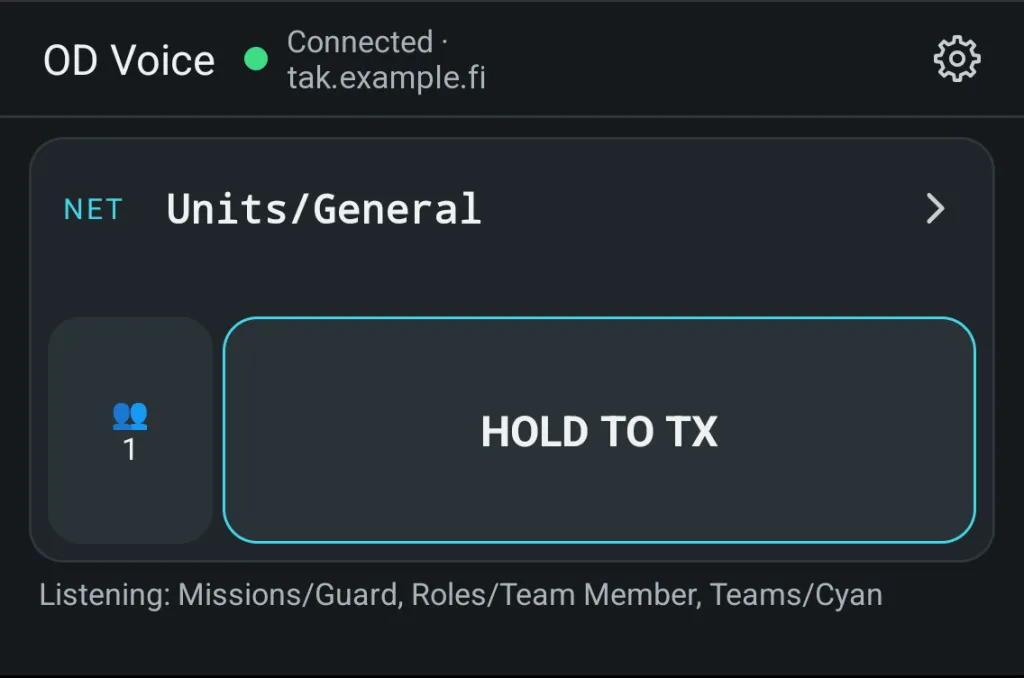 OD Voice
Connected ·
tak.example.fi
NET Units/General
1
HOLD TO TX
Listening: Missions/Guard, Roles/Team Member, Teams/Cyan